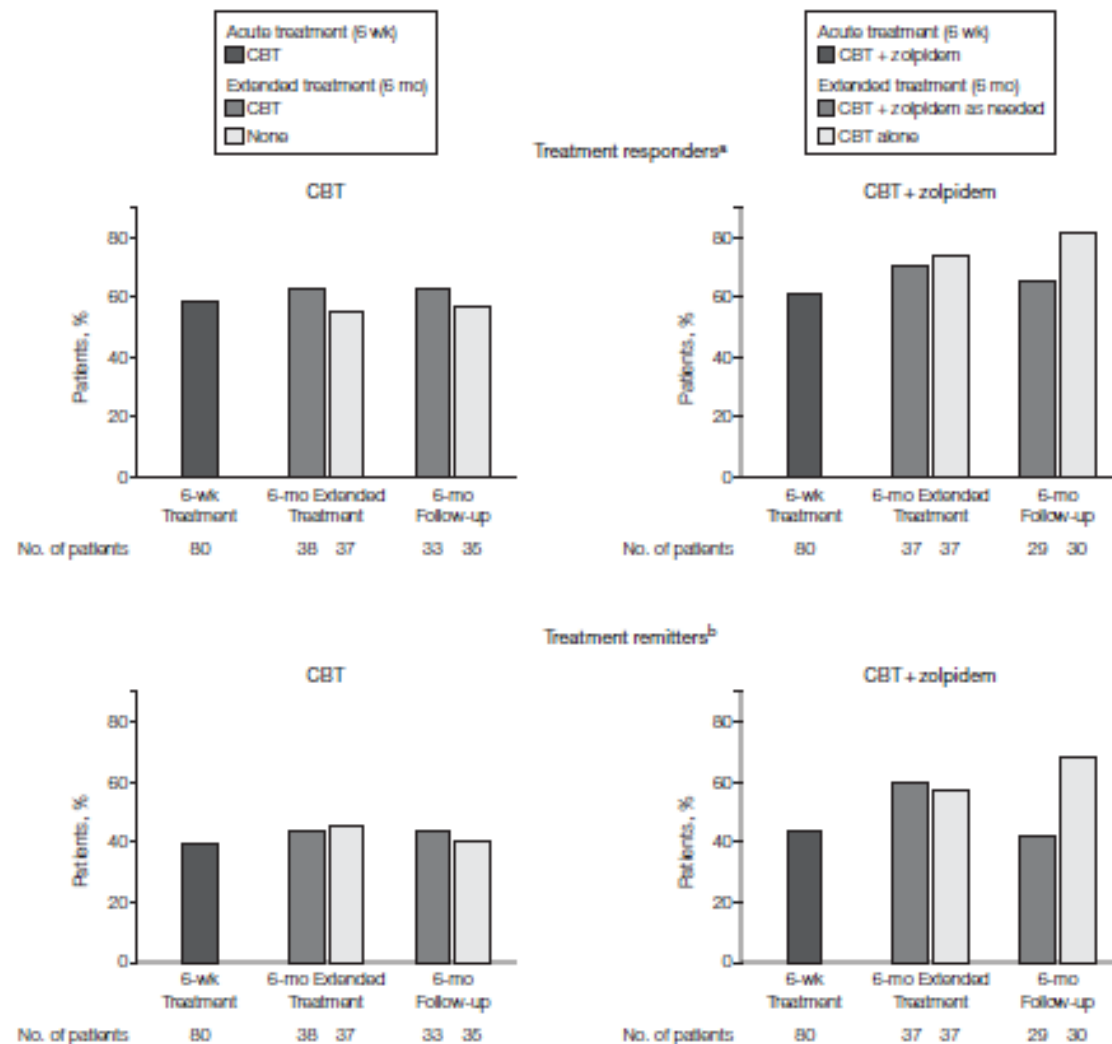 Acute treatment (6 wk)
CBT
Extended treatment (6 mo)
CBT
None
Acute treatment (6 wk)
CBT + zolpidem
Extended treatment (6 mo)
CBT + zolpidem as needed
CBT alone
Treatment responders^a
CBT
80
60
40
20
0
Patients, %
6-wk Treatment
6-mo Extended Treatment
6-mo Follow-up
No. of patients 80 38 37 33 35
CBT + zolpidem
80
60
40
20
0
Patients, %
6-wk Treatment
6-mo Extended Treatment
6-mo Follow-up
No. of patients 80 37 37 29 30
Treatment remitters^b
CBT
80
60
40
20
0
Patients, %
6-wk Treatment
6-mo Extended Treatment
6-mo Follow-up
No. of patients 80 38 37 33 35
CBT + zolpidem
80
60
40
20
0
Patients, %
6-wk Treatment
6-mo Extended Treatment
6-mo Follow-up
No. of patients 80 37 37 29 30